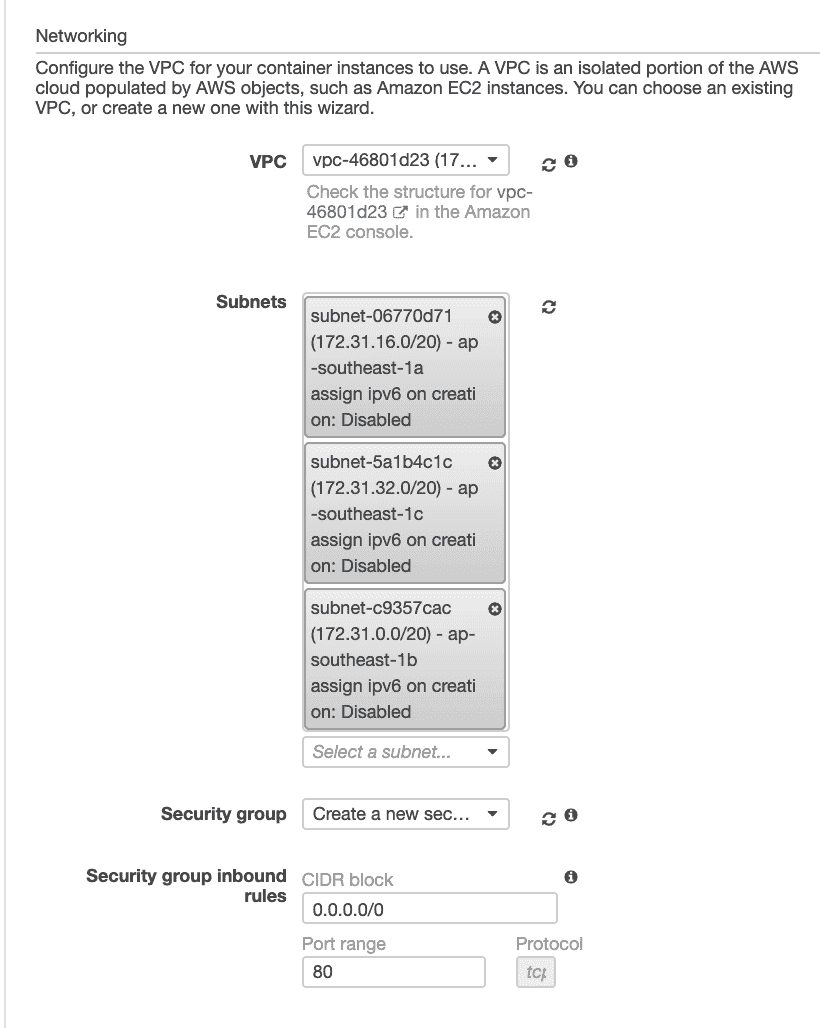 Networking
Configure the VPC for your container instances to use. A VPC is an isolated portion of the AWS
cloud populated by AWS objects, such as Amazon EC2 instances. You can choose an existing
VPC, or create a new one with this wizard.
VPC
vpc-46801d23 (17...
Check the structure for vpc-
46801d23 in the Amazon
EC2 console.
Subnets
subnet-06770d71
(172.31.16.0/20) - ap
-southeast-1a
assign ipv6 on creati
on: Disabled
subnet-5a1b4c1c
(172.31.32.0/20) - ap
-southeast-1c
assign ipv6 on creati
on: Disabled
subnet-c9357cac
(172.31.0.0/20) - ap-
southeast-1b
assign ipv6 on creati
on: Disabled
Select a subnet...
Security group
Create a new sec...
Security group inbound
rules
CIDR block
0.0.0.0/0
Port range
Protocol
80